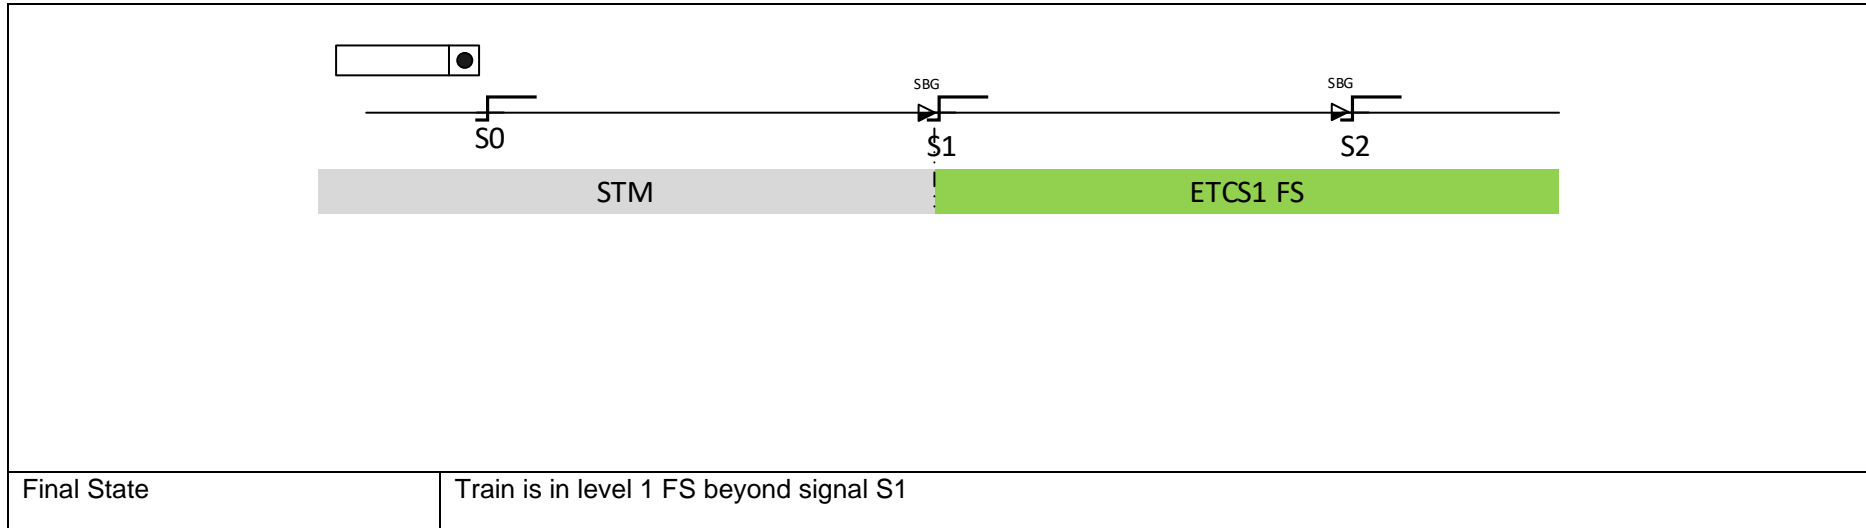 SBG
SBG
S0
S1
S2
STM
ETCS1 FS
Final State
Train is in level 1 FS beyond signal S1